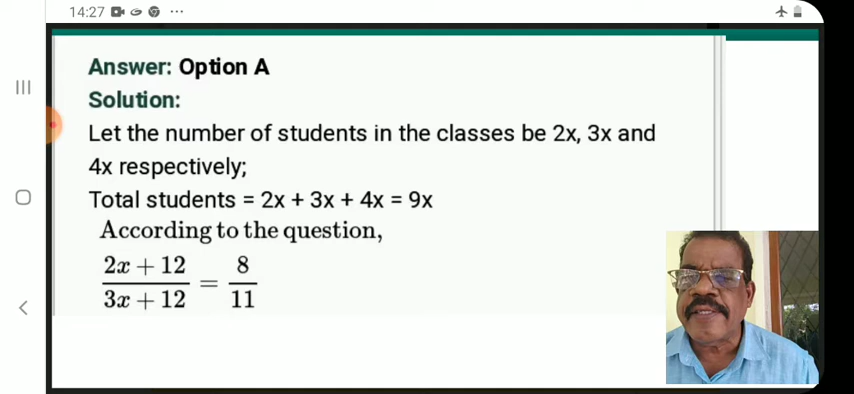 14:27
Answer: Option A
Solution:
Let the number of students in the classes be 2x, 3x and
4x respectively;
Total students = 2x + 3x + 4x = 9x
According to the question,
2x + 12 / 3x + 12 = 8 / 11